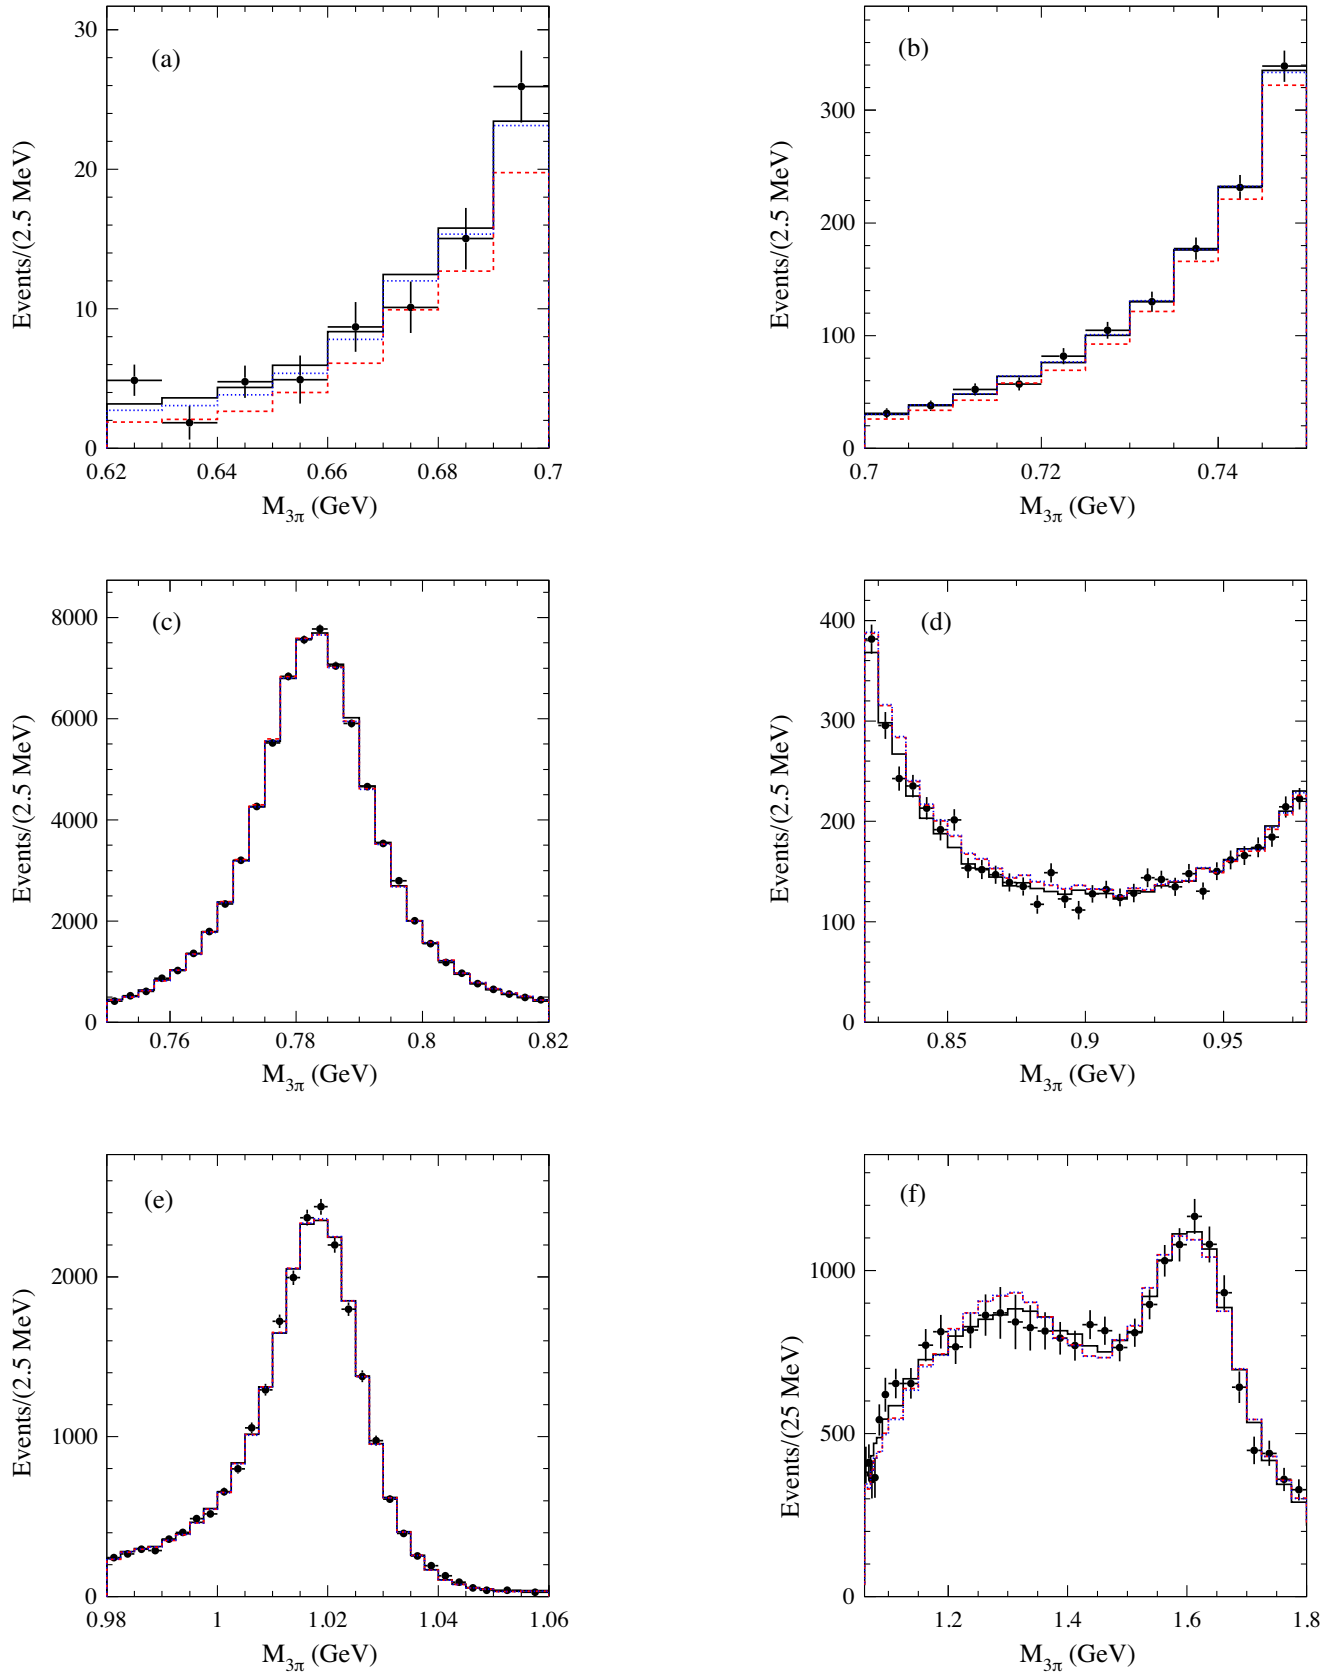 (a)
Events/(2.5 MeV)
30
20
10
0
0.62 0.64 0.66 0.68 0.7
M3π (GeV)
(b)
Events/(2.5 MeV)
300
200
100
0
0.7 0.72 0.74
M3π (GeV)
(c)
Events/(2.5 MeV)
8000
6000
4000
2000
0
0.76 0.78 0.8 0.82
M3π (GeV)
(d)
Events/(2.5 MeV)
400
300
200
100
0
0.85 0.9 0.95
M3π (GeV)
(e)
Events/(2.5 MeV)
2000
1000
0
0.98 1 1.02 1.04 1.06
M3π (GeV)
(f)
Events/(25 MeV)
1000
500
0
1.2 1.4 1.6 1.8
M3π (GeV)